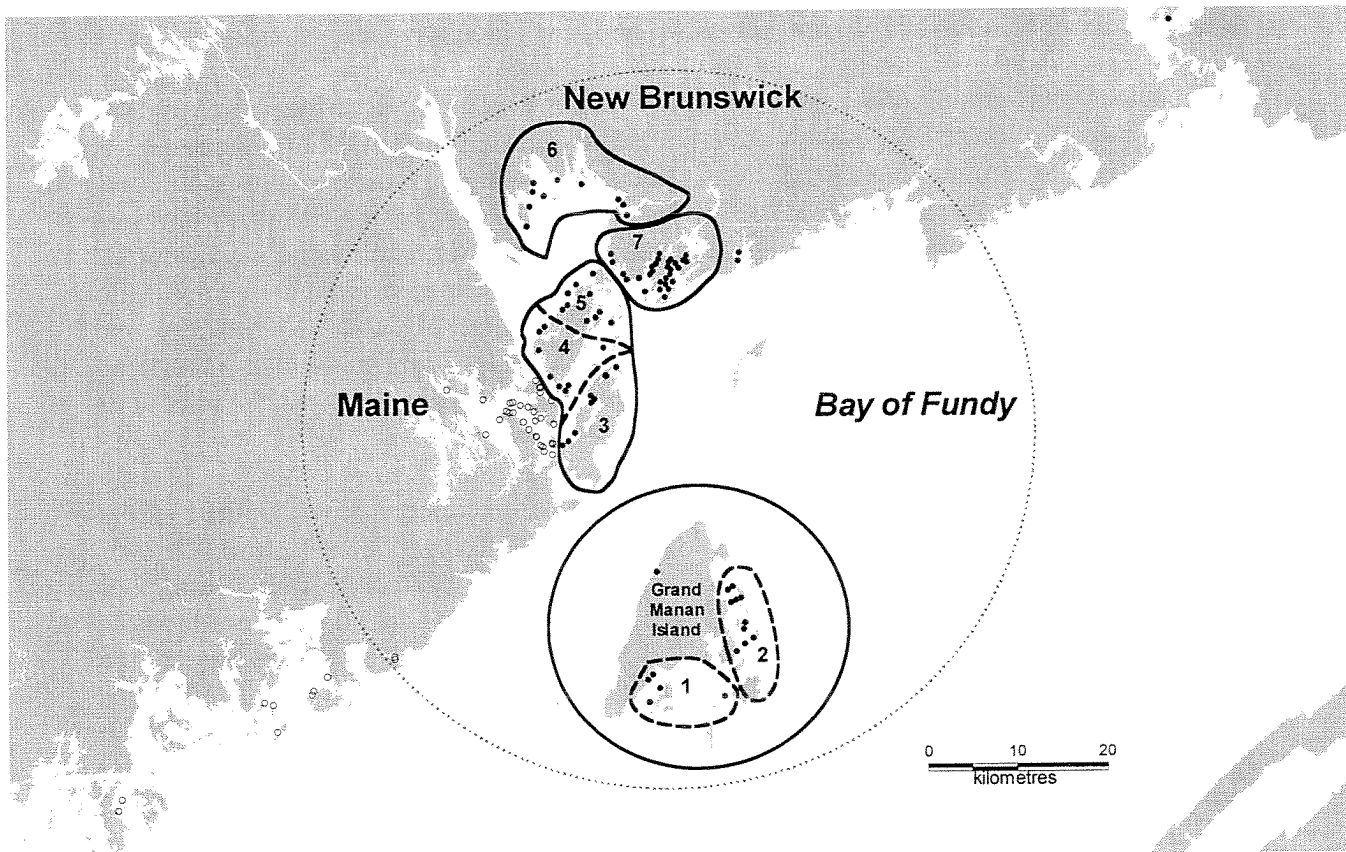 New Brunswick
6
7
5
4
Maine
Bay of Fundy
3
Grand
Manan
Island
2
1
0 10 20
kilometres